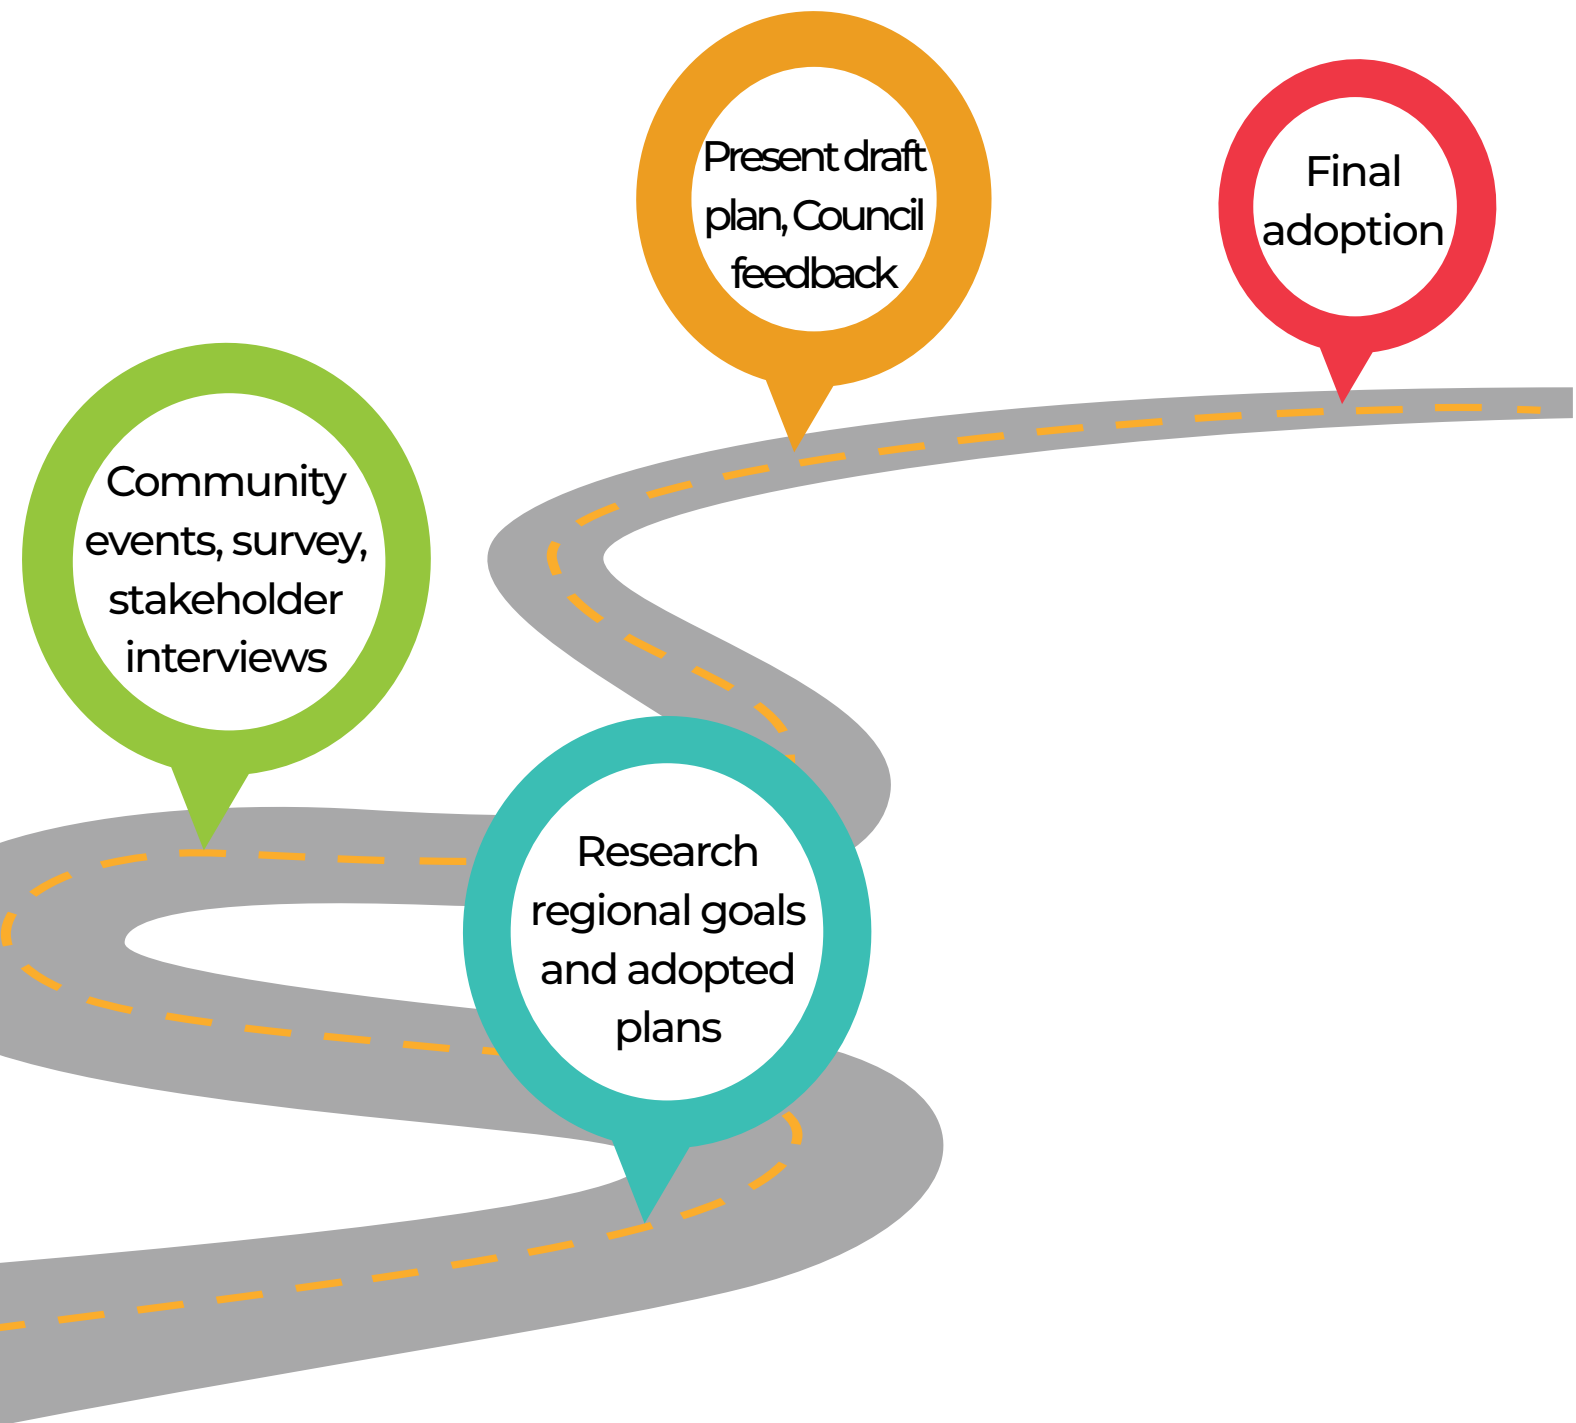 Present draft
plan, Council
feedback
Final
adoption
Community
events, survey,
stakeholder
interviews
Research
regional goals
and adopted
plans